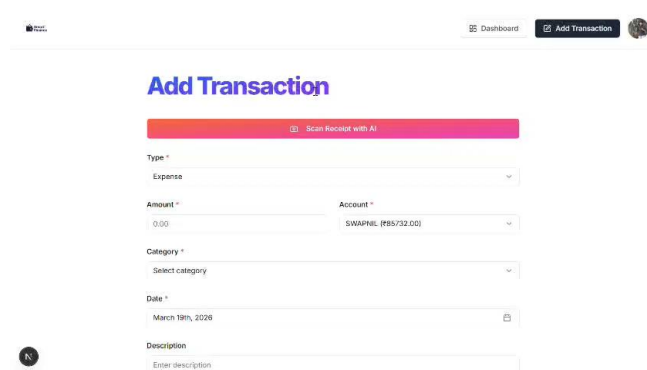 Dashboard
Add Transaction
Add Transaction
Scan Receipt with AI
Type *
Expense
Amount *
Account *
0.00
SWAPNIL (₹85732.00)
Category *
Select category
Date *
March 19th, 2026
Description
Enter description
N